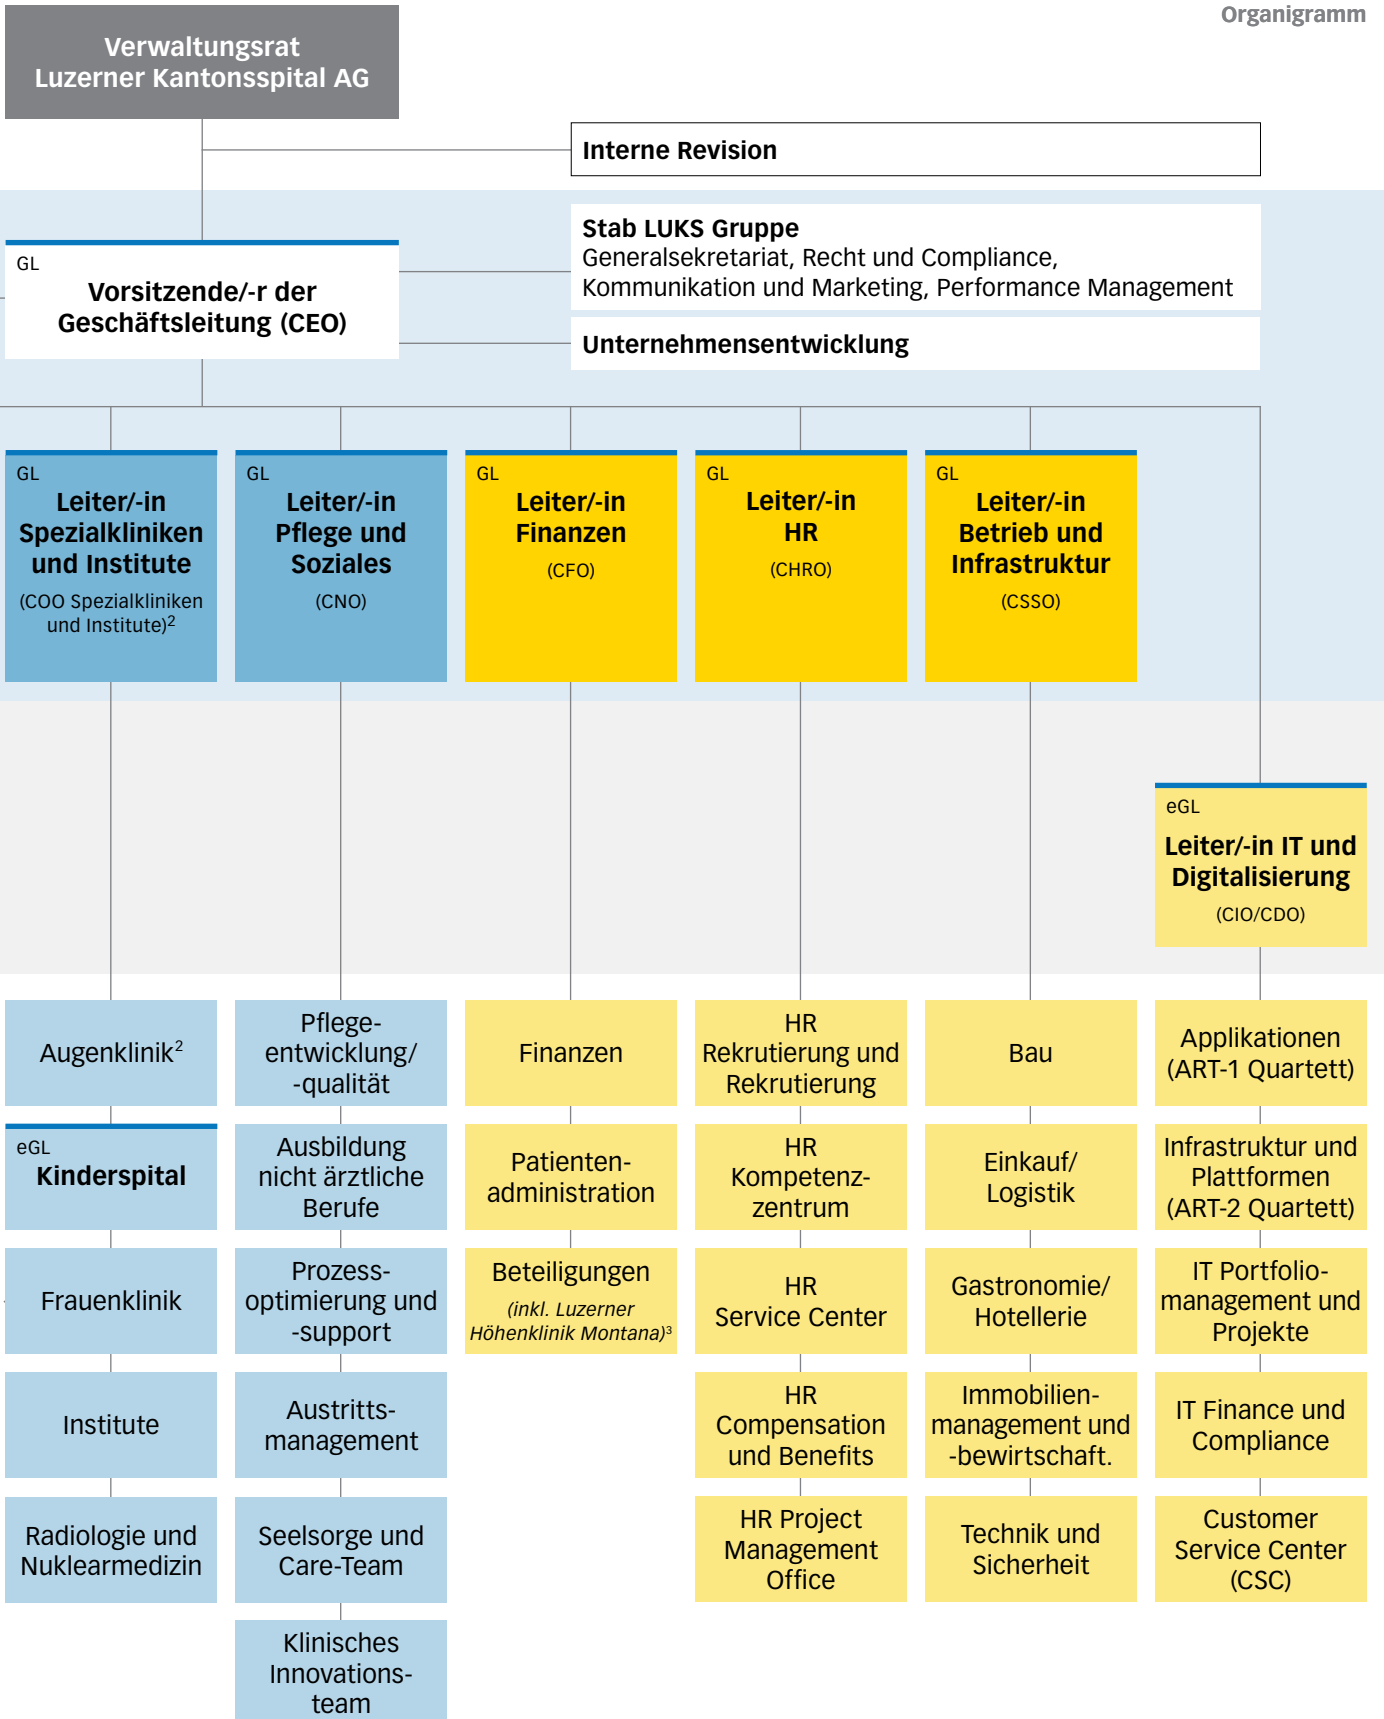 Organigramm
Verwaltungsrat
Luzerner Kantonsspital AG
Interne Revision
Stab LUKS Gruppe
Generalsekretariat, Recht und Compliance,
Kommunikation und Marketing, Performance Management
GL
Vorsitzende/-r der
Geschäftsleitung (CEO)
Unternehmensentwicklung
GL
Leiter/-in
Spezialkliniken
und Institute
(COO Spezialkliniken
und Institute)²
GL
Leiter/-in
Pflege und
Soziales
(CNO)
GL
Leiter/-in
Finanzen
(CFO)
GL
Leiter/-in
HR
(CHRO)
GL
Leiter/-in
Betrieb und
Infrastruktur
(CSSO)
eGL
Leiter/-in IT und
Digitalisierung
(CIO/CDO)
Augenklinik²
eGL
Kinderspital
Frauenklinik
Institute
Radiologie und
Nuklearmedizin
Pflege-
entwicklung/
-qualität
Ausbildung
nicht ärztliche
Berufe
Prozess-
optimierung und
-support
Austritts-
management
Seelsorge und
Care-Team
Klinisches
Innovations-
team
Finanzen
Patienten-
administration
Beteiligungen
(inkl. Luzerner
Höhenklinik Montana)³
HR
Rekrutierung und
Rekrutierung
HR
Kompetenz-
zentrum
HR
Service Center
HR
Compensation
und Benefits
HR Project
Management
Office
Bau
Einkauf/
Logistik
Gastronomie/
Hotellerie
Immobilien-
management und
-bewirtschaft.
Technik und
Sicherheit
Applikationen
(ART-1 Quartett)
Infrastruktur und
Plattformen
(ART-2 Quartett)
IT Portfolio-
management und
Projekte
IT Finance und
Compliance
Customer
Service Center
(CSC)